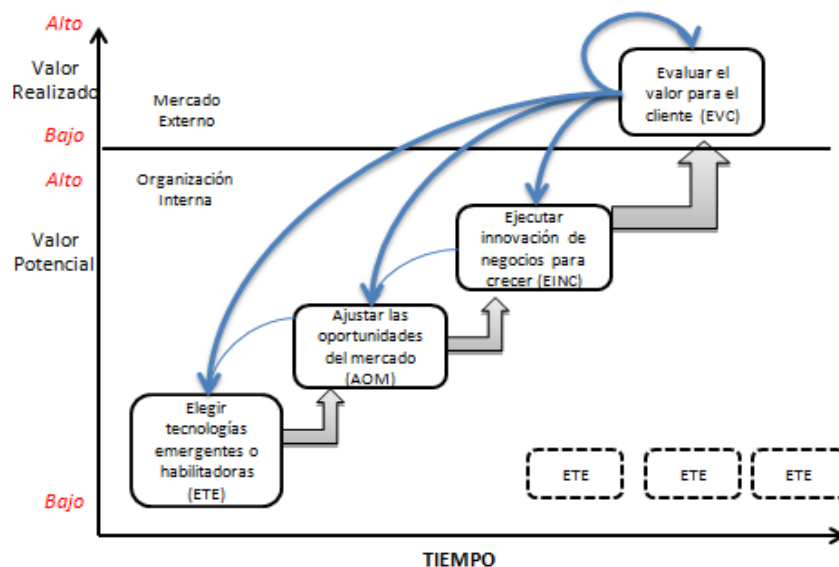 Alto
Valor
Realizado
Bajo
Mercado
Externo
Evaluar el
valor para el
cliente (EVC)
Alto
Organización
Interna
Valor
Potencial
Ejecutar
innovación de
negocios para
crecer (EINC)
Ajustar las
oportunidades
del mercado
(AOM)
Elegir
tecnologías
emergentes o
habilitadoras
(ETE)
ETE
ETE
ETE
Bajo
TIEMPO